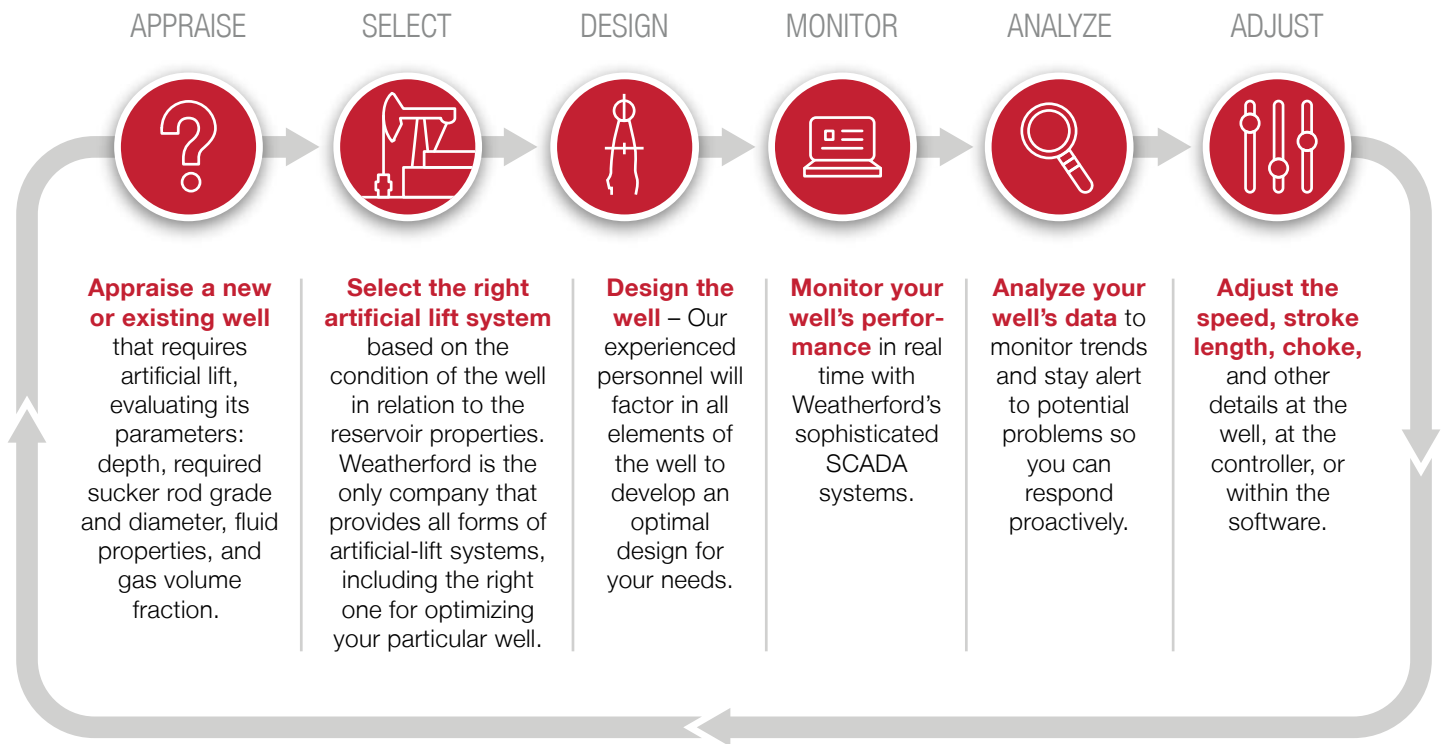 APPRAISE
SELECT
DESIGN
MONITOR
ANALYZE
ADJUST
Appraise a new
or existing well
that requires
artificial lift,
evaluating its
parameters:
depth, required
sucker rod grade
and diameter, fluid
properties, and
gas volume
fraction.
Select the right
artificial lift system
based on the
condition of the well
in relation to the
reservoir properties.
Weatherford is the
only company that
provides all forms of
artificial-lift systems,
including the right
one for optimizing
your particular well.
Design the
well – Our
experienced
personnel will
factor in all
elements of
the well to
develop an
optimal
design for
your needs.
Monitor your
well’s perfor-
mance in real
time with
Weatherford’s
sophisticated
SCADA
systems.
Analyze your
well’s data to
monitor trends
and stay alert
to potential
problems so
you can
respond
proactively.
Adjust the
speed, stroke
length, choke,
and other
details at the
well, at the
controller, or
within the
software.